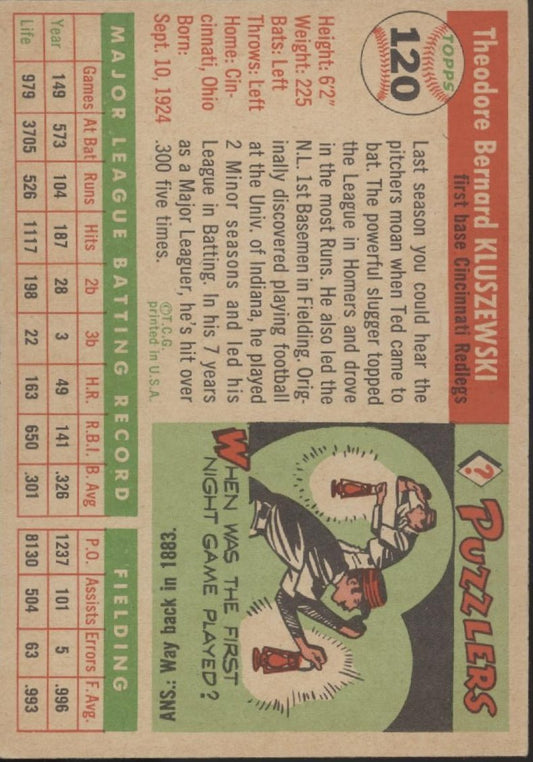 TOPPS
120
Theodore Bernard KLUSZEWSKI
first base Cincinnati Redlegs
Height: 6'2"
Weight: 225
Bats: Left
Throws: Left
Home: Cin-
cinnati, Ohio
Born:
Sept. 10, 1924
Last season you could hear the
pitchers moan when Ted came to
bat. The powerful slugger topped
the League in Homers and drove
in the most Runs. He also led the
N.L. 1st Basemen in Fielding. Orig-
inally discovered playing football
at the Univ. of Indiana, he played
2 Minor seasons and led his
League in Batting. In his 7 years
as a Major Leaguer, he's hit over
.300 five times.
©T.C.G.
printed in U.S.A.
? PUZZLERS
WHEN WAS THE FIRST
NIGHT GAME PLAYED?
ANS.: Way back in 1883.
MAJOR LEAGUE BATTING RECORD FIELDING
Games At Bat Runs Hits 2b 3b H.R. R.B.I. B. Avg P.O. Assists Errors F. Avg.
Year 149 573 104 187 28 3 49 141 .326 1237 101 5 .996
Life 979 3705 526 1117 198 22 163 650 .301 8130 504 63 .993